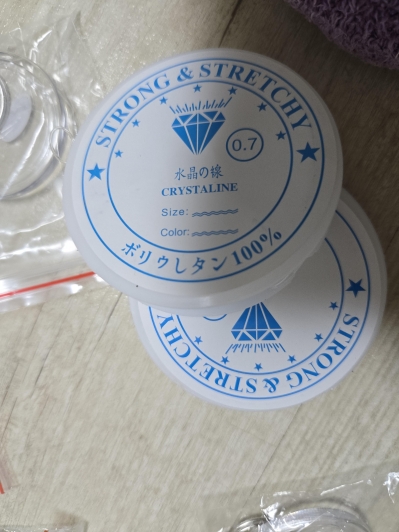 STRONG & STRETCHY
0.7
水晶の線
CRYSTALINE
Size:
Color:
ポリウしタン100%
STRONG & STRETCHY